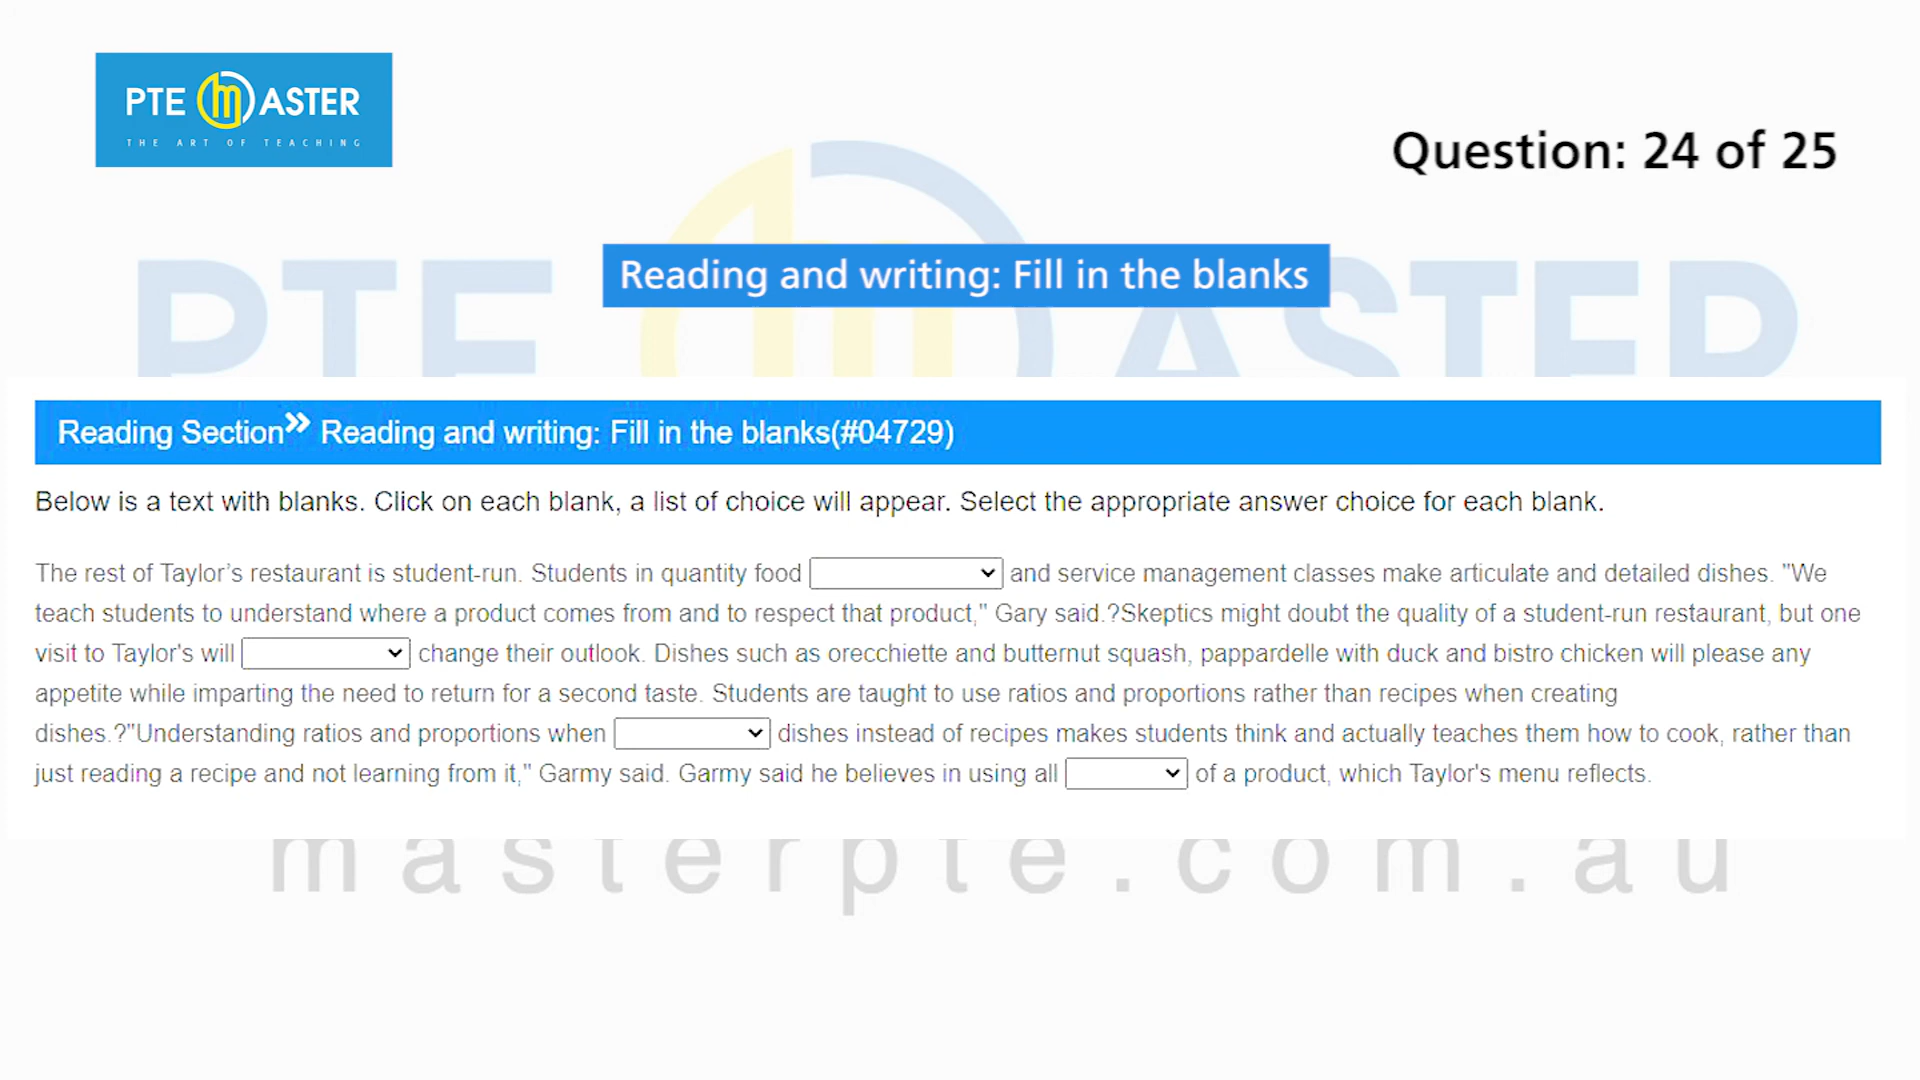 PTE MASTER
THE ART OF TEACHING
Question: 24 of 25
Reading and writing: Fill in the blanks
PTE MASTER
Reading Section» Reading and writing: Fill in the blanks(#04729)
Below is a text with blanks. Click on each blank, a list of choice will appear. Select the appropriate answer choice for each blank.
The rest of Taylor’s restaurant is student-run. Students in quantity food and service management classes make articulate and detailed dishes. "We
teach students to understand where a product comes from and to respect that product," Gary said.?Skeptics might doubt the quality of a student-run restaurant, but one
visit to Taylor's will change their outlook. Dishes such as orecchiette and butternut squash, pappardelle with duck and bistro chicken will please any
appetite while imparting the need to return for a second taste. Students are taught to use ratios and proportions rather than recipes when creating
dishes.?"Understanding ratios and proportions when dishes instead of recipes makes students think and actually teaches them how to cook, rather than
just reading a recipe and not learning from it," Garmy said. Garmy said he believes in using all of a product, which Taylor's menu reflects.
masterpte.com.au